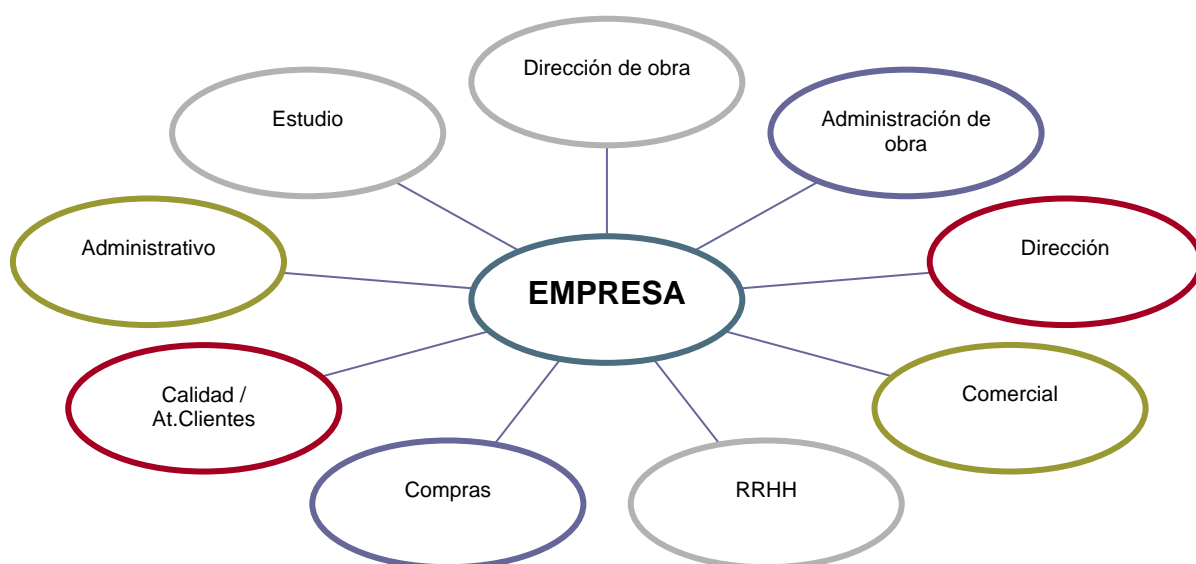 Dirección de obra
Estudio
Administración de
obra
Administrativo
Dirección
EMPRESA
Calidad /
At.Clientes
Comercial
Compras
RRHH